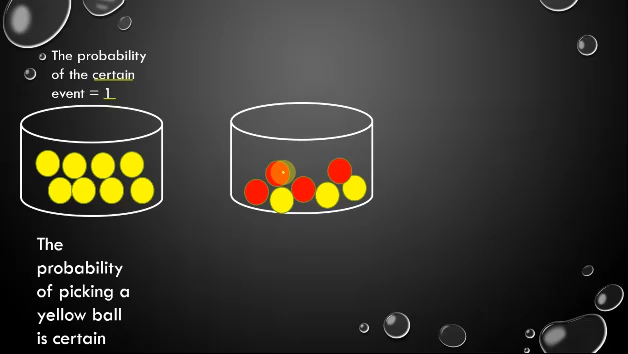 The probability
of the certain
event = 1
The
probability
of picking a
yellow ball
is certain